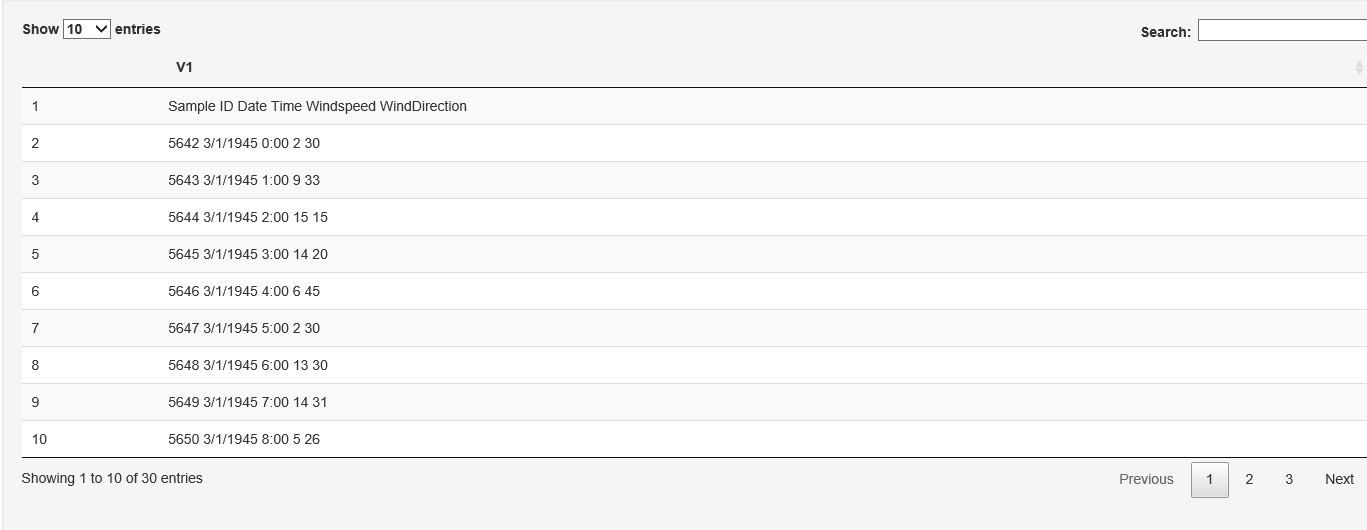 Show 10 entries
Search:
V1
1 Sample ID Date Time Windspeed WindDirection
2 5642 3/1/1945 0:00 2 30
3 5643 3/1/1945 1:00 9 33
4 5644 3/1/1945 2:00 15 15
5 5645 3/1/1945 3:00 14 20
6 5646 3/1/1945 4:00 6 45
7 5647 3/1/1945 5:00 2 30
8 5648 3/1/1945 6:00 13 30
9 5649 3/1/1945 7:00 14 31
10 5650 3/1/1945 8:00 5 26
Showing 1 to 10 of 30 entries
Previous 1 2 3 Next